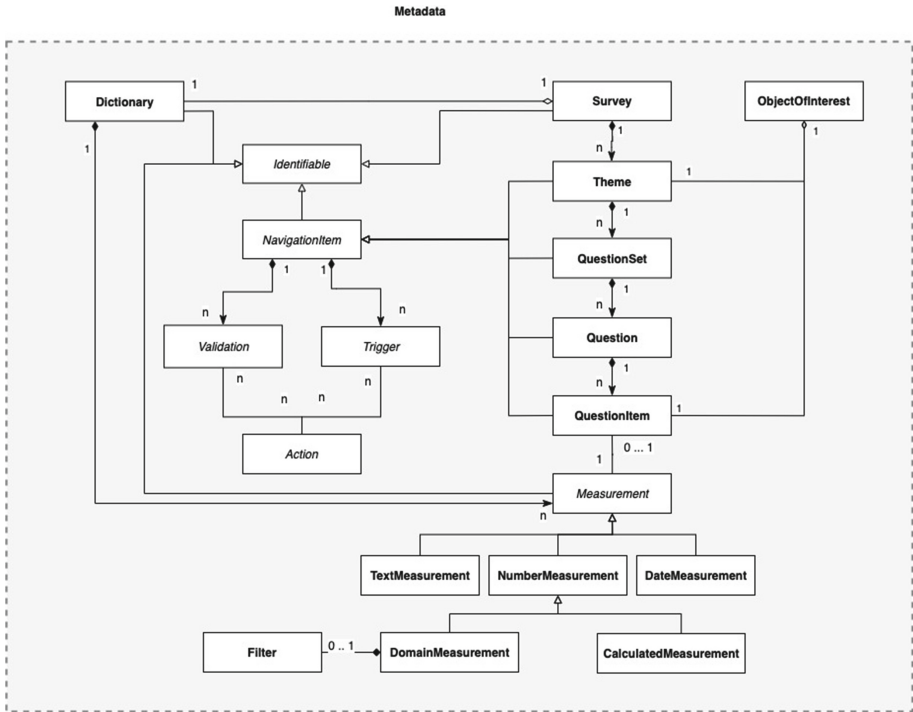 Metadata
1
1
Dictionary
Survey
ObjectOfInterest
1
1
1
n
Identifiable
Theme
1
1
n
NavigationItem
QuestionSet
1
1
1
n
n
n
Validation
Trigger
Question
n
n
1
n
n
n
QuestionItem
1
Action
0 ... 1
1
Measurement
n
TextMeasurement
NumberMeasurement
DateMeasurement
Filter
0 .. 1
DomainMeasurement
CalculatedMeasurement